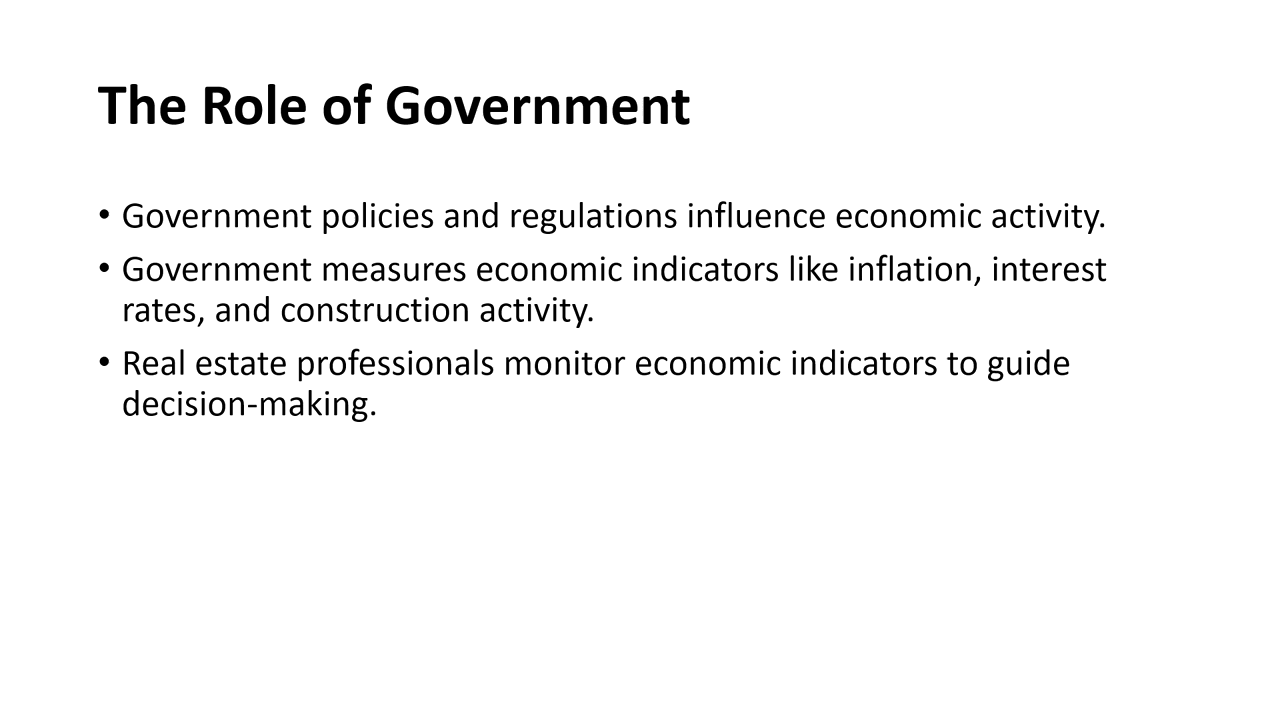 The Role of Government
• Government policies and regulations influence economic activity.
• Government measures economic indicators like inflation, interest
rates, and construction activity.
• Real estate professionals monitor economic indicators to guide
decision-making.